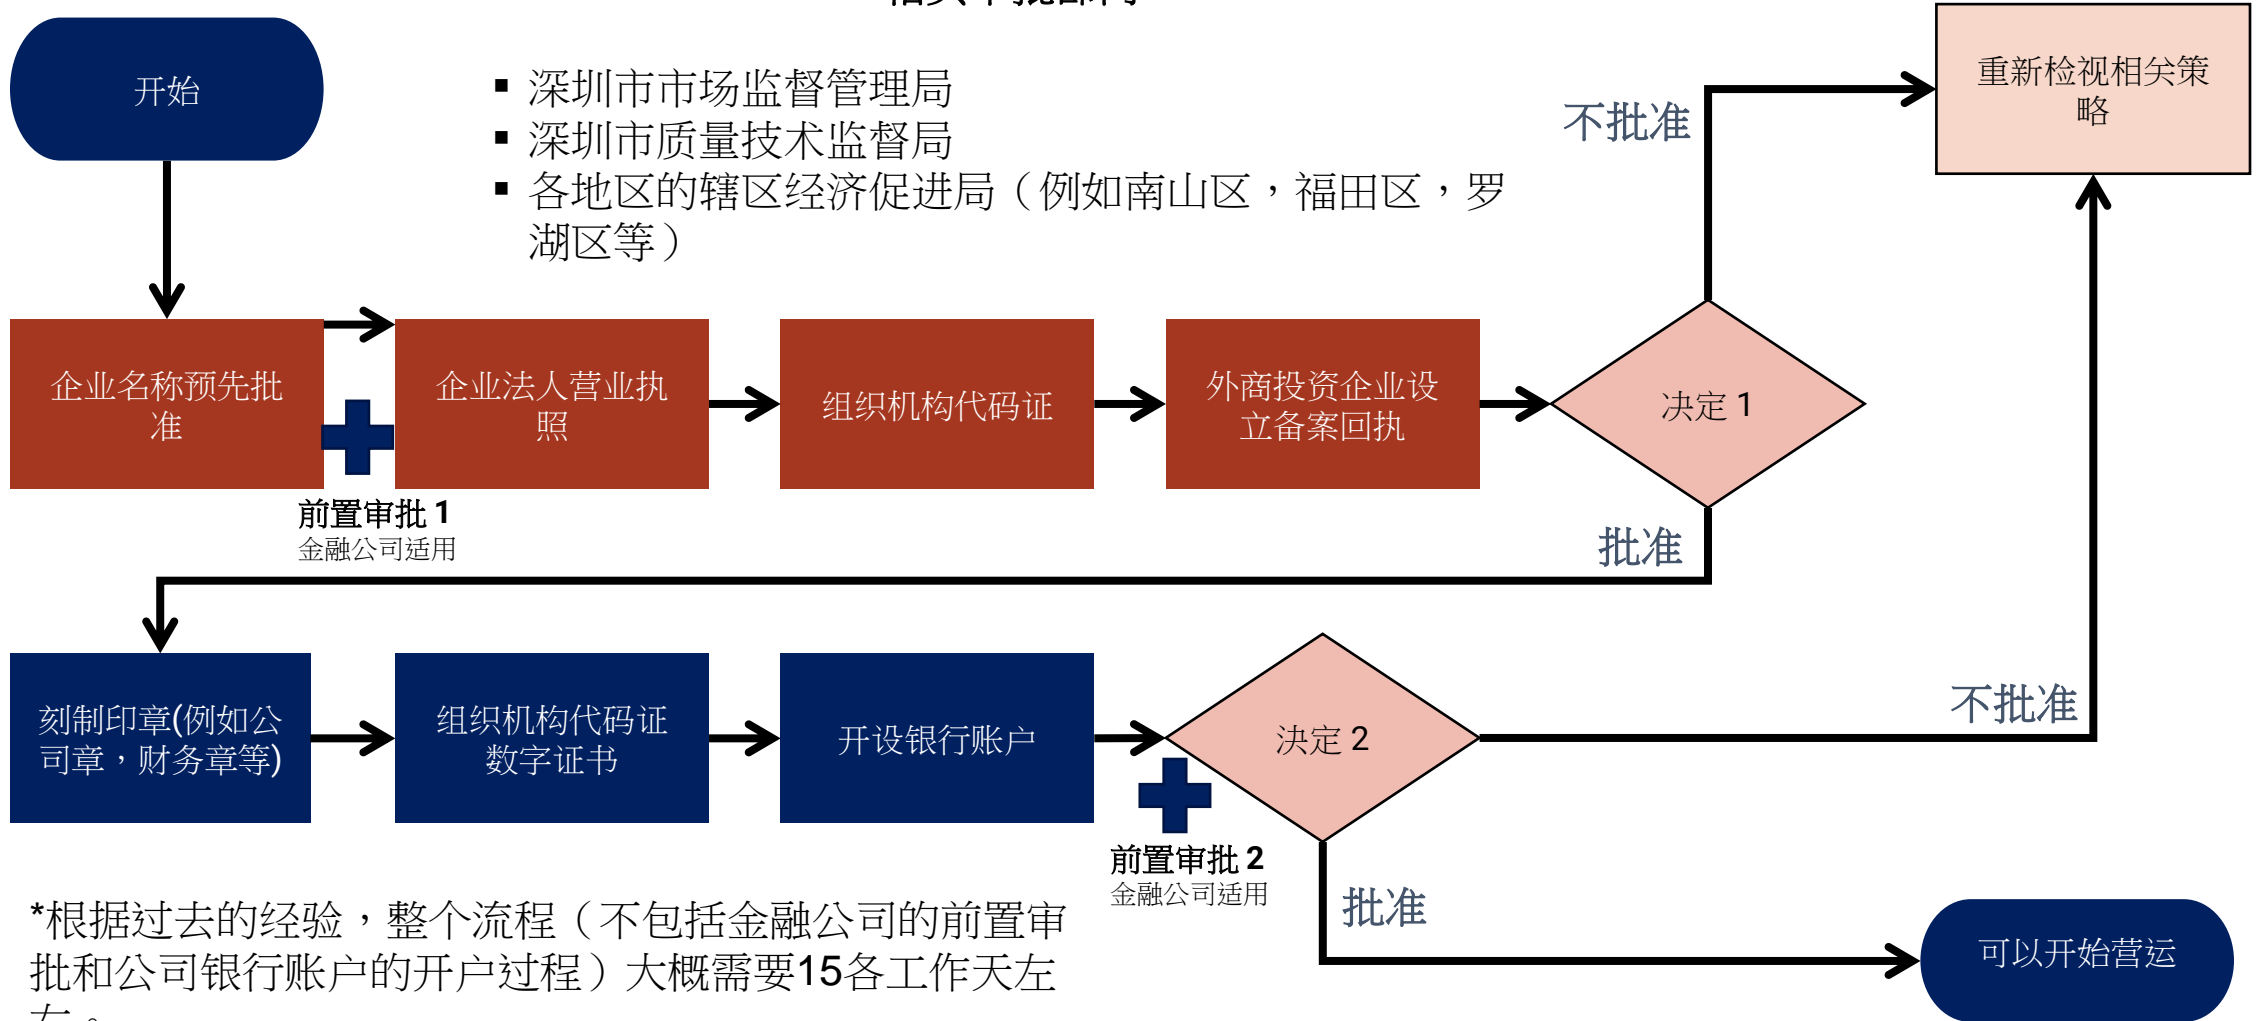 开始
▪ 深圳市市场监督管理局
▪ 深圳市质量技术监督局
▪ 各地区的辖区经济促进局（例如南山区，福田区，罗
湖区等）
不批准
重新检视相关策
略
企业名称预先批
准
企业法人营业执
照
组织机构代码证
外商投资企业设
立备案回执
决定 1
前置审批 1
金融公司适用
批准
刻制印章(例如公
司章，财务章等)
组织机构代码证
数字证书
开设银行账户
決定 2
不批准
前置审批 2
金融公司适用
批准
可以开始营运
*根据过去的经验，整个流程（不包括金融公司的前置审
批和公司银行账户的开户过程）大概需要15各工作天左
右。